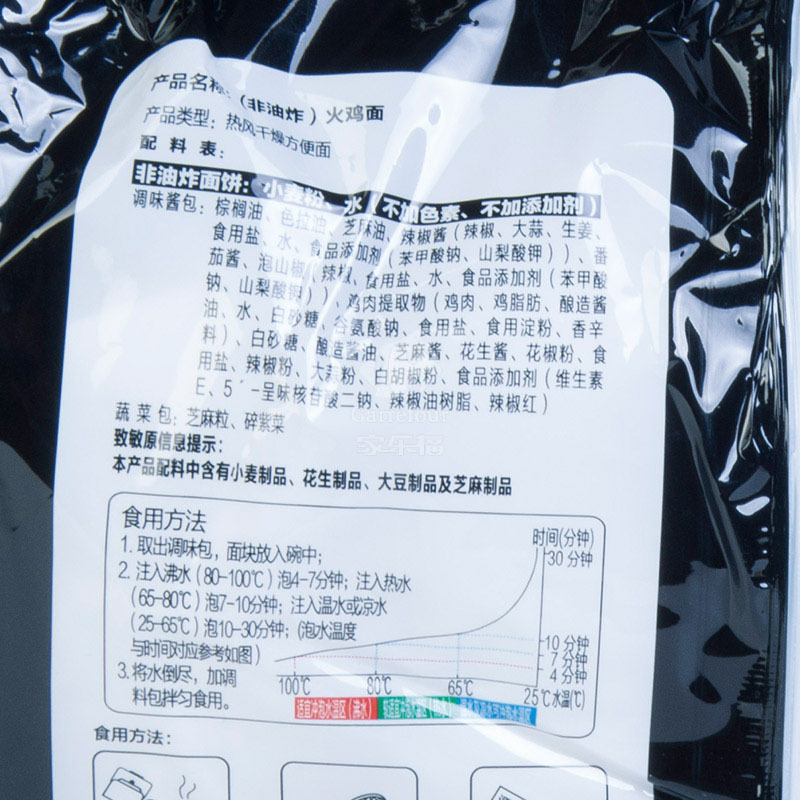 产品名称：（非油炸）火鸡面
产品类型：热风干燥方便面
配料表：
非油炸面饼：小麦粉、水（不加色素、不加添加剂）
调味酱包：棕榈油、色拉油、芝麻油、辣椒酱（辣椒、大蒜、生姜、
食用盐、水、食品添加剂（苯甲酸钠、山梨酸钾））、番
茄酱、泡山椒（辣椒、食用盐、水、食品添加剂（苯甲酸
钠、山梨酸钾））、鸡肉提取物（鸡肉、鸡脂肪、酿造酱
油、水、白砂糖、谷氨酸钠、食用盐、食用淀粉、香辛
料）、白砂糖、酿造酱油、芝麻酱、花生酱、花椒粉、食
用盐、辣椒粉、大蒜粉、白胡椒粉、食品添加剂（维生素
E、5′-呈味核苷酸二钠、辣椒油树脂、辣椒红）
蔬菜包：芝麻粒、碎紫菜
Carrefour
家乐福
致敏原信息提示：
本产品配料中含有小麦制品、花生制品、大豆制品及芝麻制品
食用方法
1. 取出调味包，面块放入碗中；
2. 注入沸水（80-100℃）泡4-7分钟；注入热水
（65-80℃）泡7-10分钟；注入温水或凉水
（25-65℃）泡10-30分钟；（泡水温度
与时间对应参考如图）
3. 将水倒尽，加调
料包拌匀食用。
时间(分钟)
30 分钟
10 分钟
7 分钟
4 分钟
100℃ 80℃ 65℃ 25℃水温(℃)
适宜冲泡水温区（沸水）
食用方法：